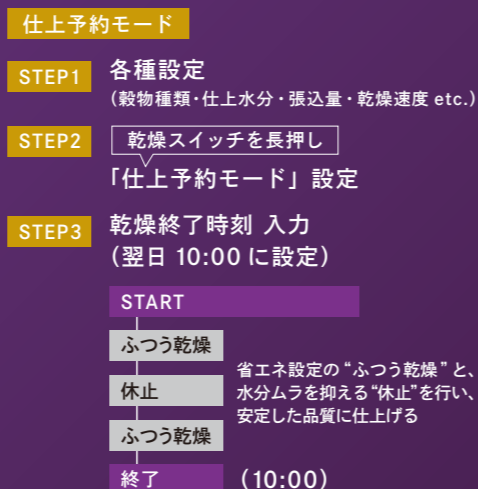 仕上予約モード
STEP1 各種設定
（穀物種類・仕上水分・張込量・乾燥速度 etc.）
STEP2 乾燥スイッチを長押し
「仕上予約モード」設定
STEP3 乾燥終了時刻 入力
（翌日 10:00 に設定）
START
ふつう乾燥
休止
ふつう乾燥
省エネ設定の“ふつう乾燥”と、
水分ムラを抑える“休止”を行い、
安定した品質に仕上げる
終了 （10:00）